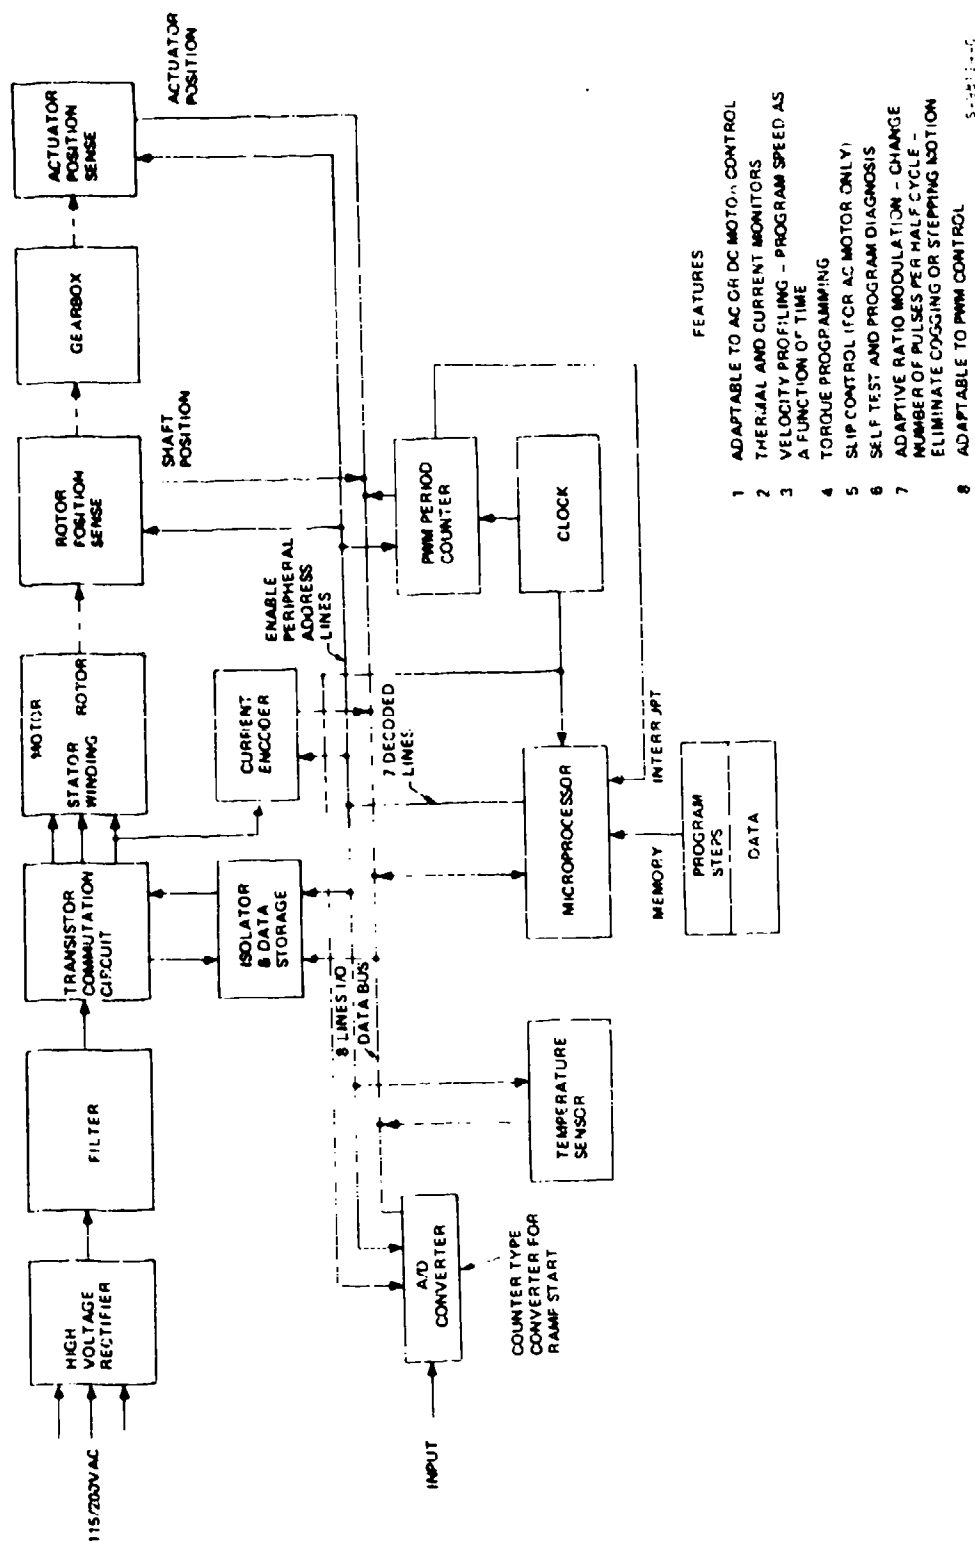 115/200VAC
HIGH
VOLTAGE
RECTIFIER
FILTER
TRANSISTOR
COMMUTATION
CIRCUIT
MOTOR
STATOR
WINDING
ROTOR
ROTOR
POSITION
SENSE
SHAFT
POSITION
GEARBOX
ACTUATOR
POSITION
SENSE
ACTUATOR
POSITION
ISOLATOR
& DATA
STORAGE
CURRENT
ENCODER
ENABLE
PERIPHERAL
ADDRESS
LINES
8 LINES I/O
DATA BUS
7 DECODED
LINES
PWM PERIOD
COUNTER
CLOCK
INPUT
A/D
CONVERTER
COUNTER TYPE
CONVERTER FOR
RAMP START
TEMPERATURE
SENSOR
MICROPROCESSOR
MEMORY
INTERRUPT
PROGRAM
STEPS
DATA
FEATURES
1 ADAPTABLE TO AC OR DC MOTOR CONTROL
2 THERMAL AND CURRENT MONITORS
3 VELOCITY PROFILING - PROGRAM SPEED AS
A FUNCTION OF TIME
4 TORQUE PROGRAMMING
5 SLIP CONTROL (FOR AC MOTOR ONLY)
6 SELF TEST AND PROGRAM DIAGNOSIS
7 ADAPTIVE RATIO MODULATION - CHANGE
NUMBER OF PULSES PER HALF CYCLE -
ELIMINATE COGGING OR STEPPING MOTION
8 ADAPTABLE TO PWM CONTROL